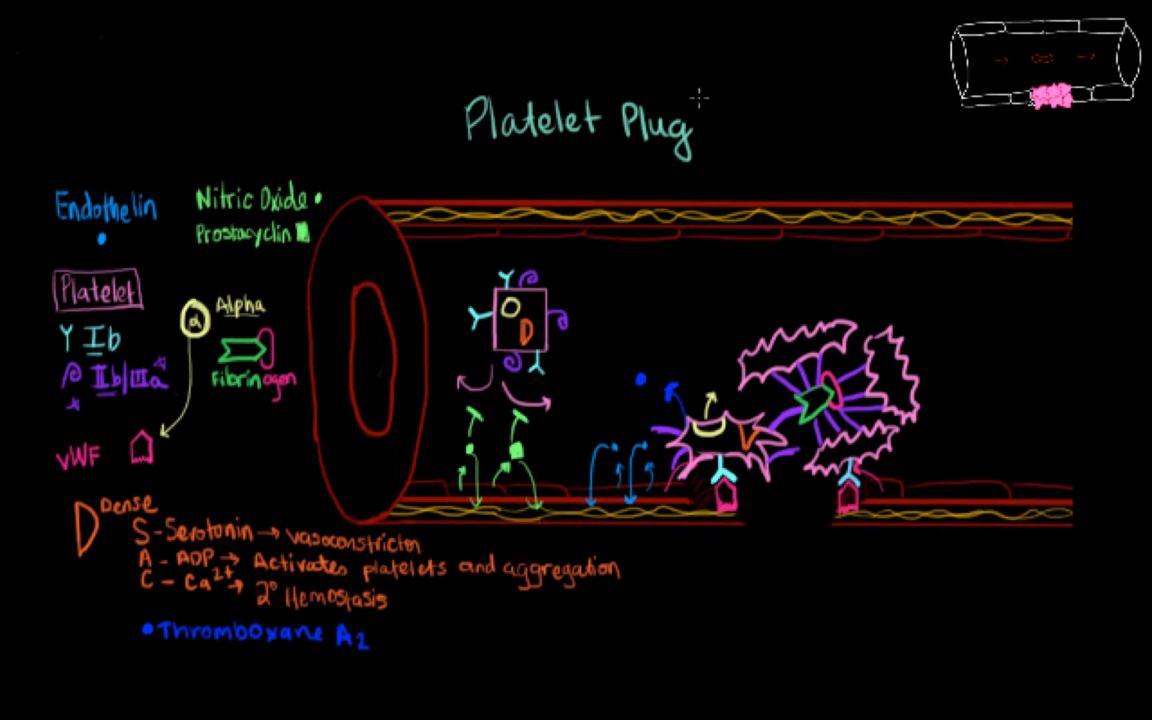 Platelet Plug
Endothelin
Nitric Oxide
Prostacyclin
Platelet
Ib
IIb/IIIa
a
Alpha
Fibrinogen
vWF
D
Dense
S - Serotonin → vasoconstriction
A - ADP → Activates platelets and aggregation
C - Ca2+ → 2° Hemostasis
Thromboxane A2
D